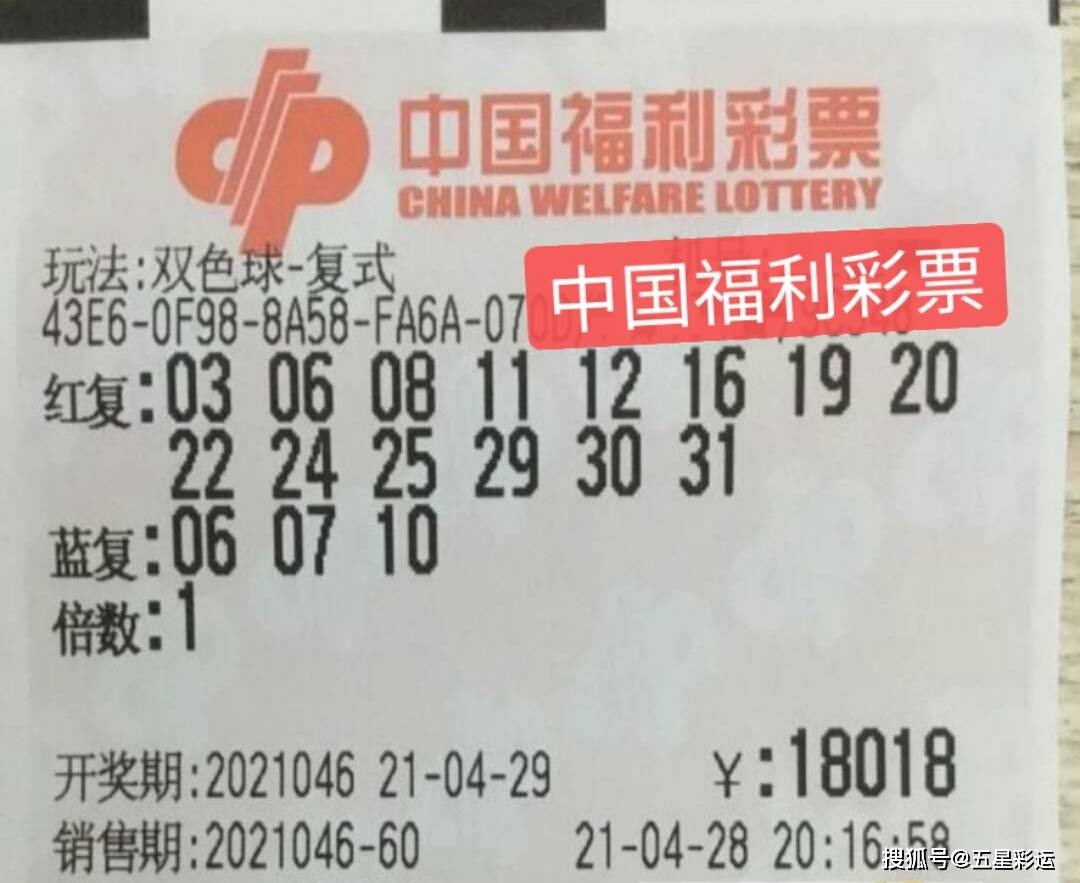 中国福利彩票
CHINA WELFARE LOTTERY
玩法:双色球-复式
中国福利彩票
43E6-0F98-8A58-FA6A-070D
红复:03 06 08 11 12 16 19 20
22 24 25 29 30 31
蓝复:06 07 10
倍数:1
开奖期:2021046 21-04-29 ¥:18018
销售期:2021046-60 21-04-28 20:16:58
搜狐号@五星彩运